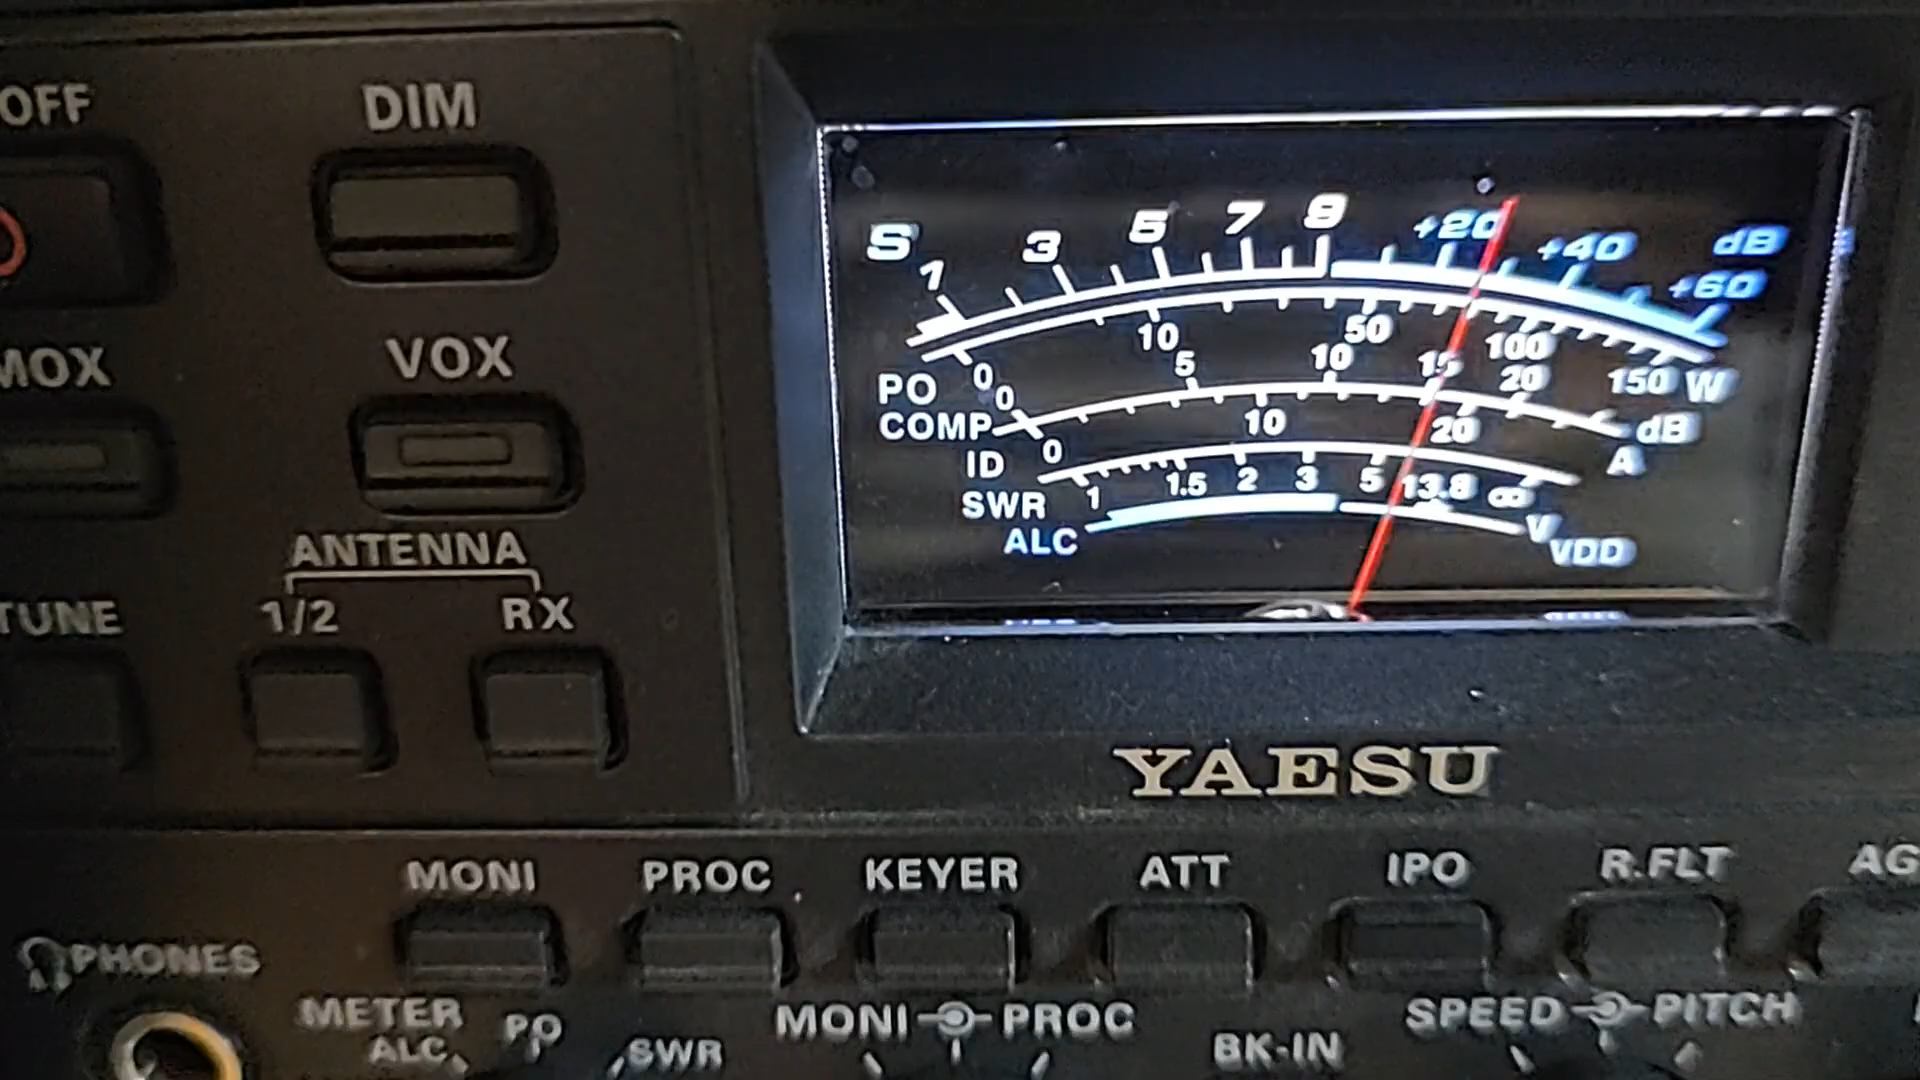 OFF DIM
MOX VOX
ANTENNA
TUNE 1/2 RX
S 1 3 5 7 9 +20 +40 +60 dB
PO 0 10 50 100 150 W
COMP 0 5 10 15 20 dB
ID 0 10 20 A
SWR 1 1.5 2 3 5 13.8 ∞ V
ALC VDD
YAESU
MONI PROC KEYER ATT IPO R.FLT AG
PHONES
METER
ALC PO SWR
MONI PROC
BK-IN
SPEED PITCH